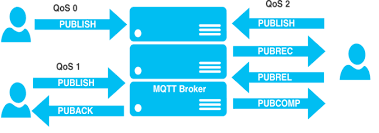 QoS 0
PUBLISH
QoS 1
PUBLISH
PUBACK
MQTT Broker
QoS 2
PUBLISH
PUBREC
PUBREL
PUBCOMP